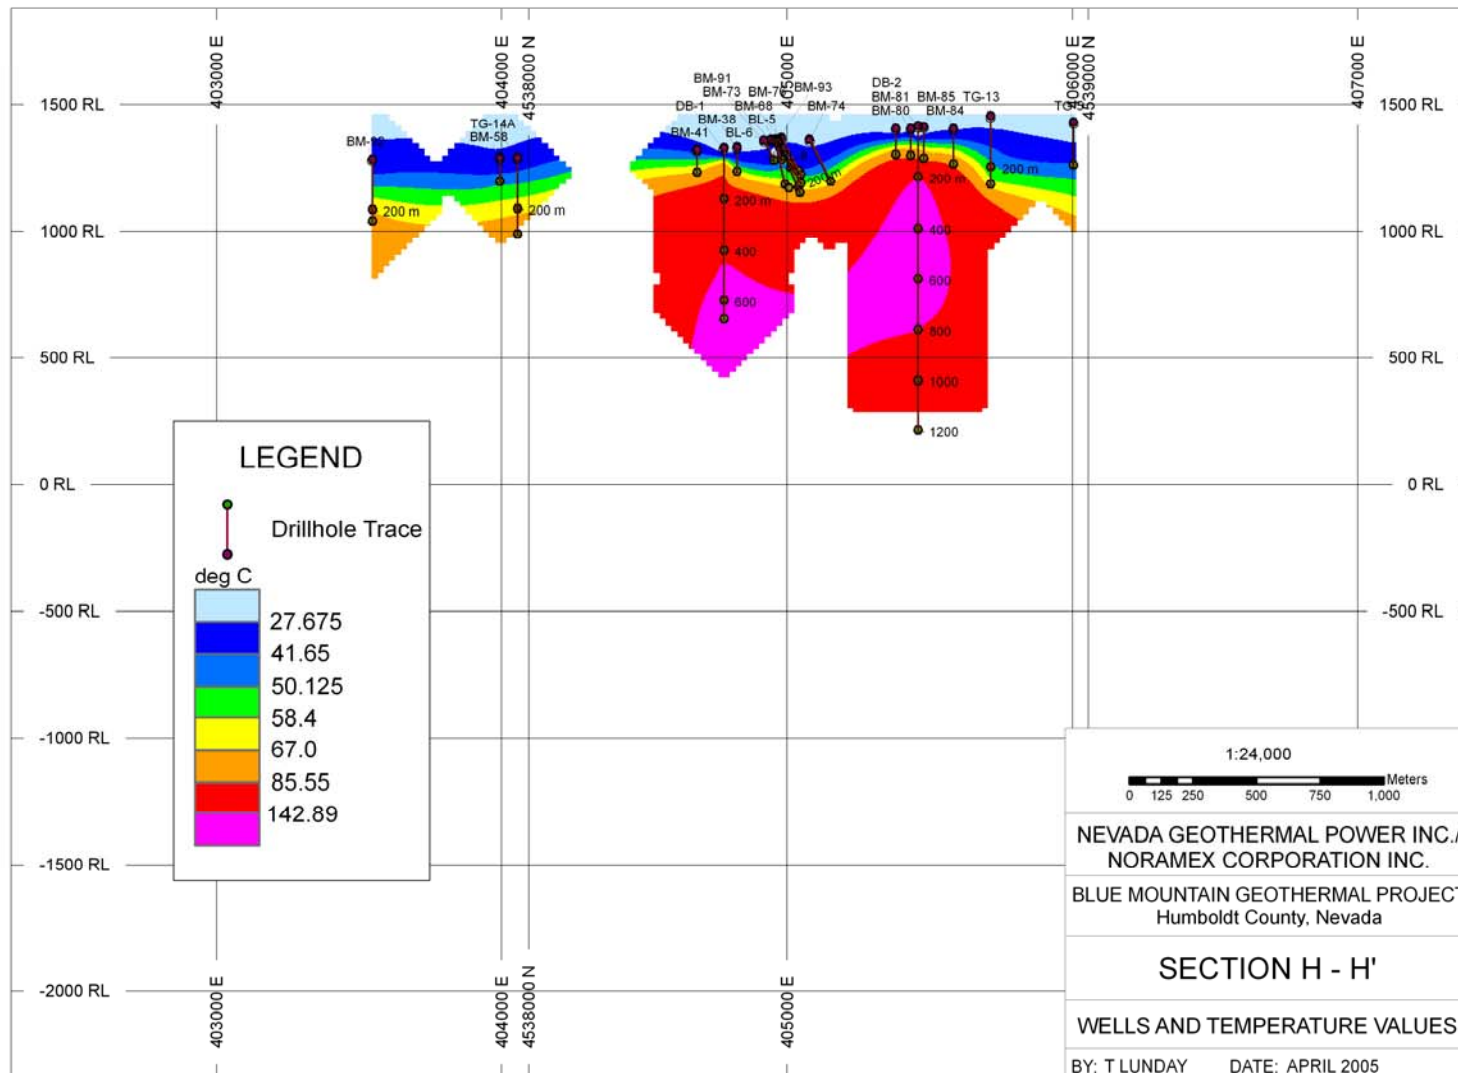 403000 E
404000 E
4538000 N
405000 E
406000 E
4539000 N
407000 E
BM-91
BM-73
BM-93
DB-1
BM-68
BM-74
BM-38
BL-5
BM-41
BL-6
DB-2
BM-81
BM-85
TG-13
BM-80
BM-84
TG-14A
BM-58
1500 RL
1500 RL
200 m
200 m
200 m
200 m
200 m
200 m
400
600
400
600
800
1000
1200
1000 RL
1000 RL
500 RL
500 RL
0 RL
0 RL
-500 RL
-500 RL
-1000 RL
-1500 RL
-2000 RL
LEGEND
Drillhole Trace
deg C
27.675
41.65
50.125
58.4
67.0
85.55
142.89
403000 E
404000 E
4538000 N
405000 E
1:24,000
Meters
0 125 250 500 750 1,000
NEVADA GEOTHERMAL POWER INC./
NORAMEX CORPORATION INC.
BLUE MOUNTAIN GEOTHERMAL PROJECT
Humboldt County, Nevada
SECTION H - H'
WELLS AND TEMPERATURE VALUES
BY: T LUNDAY DATE: APRIL 2005